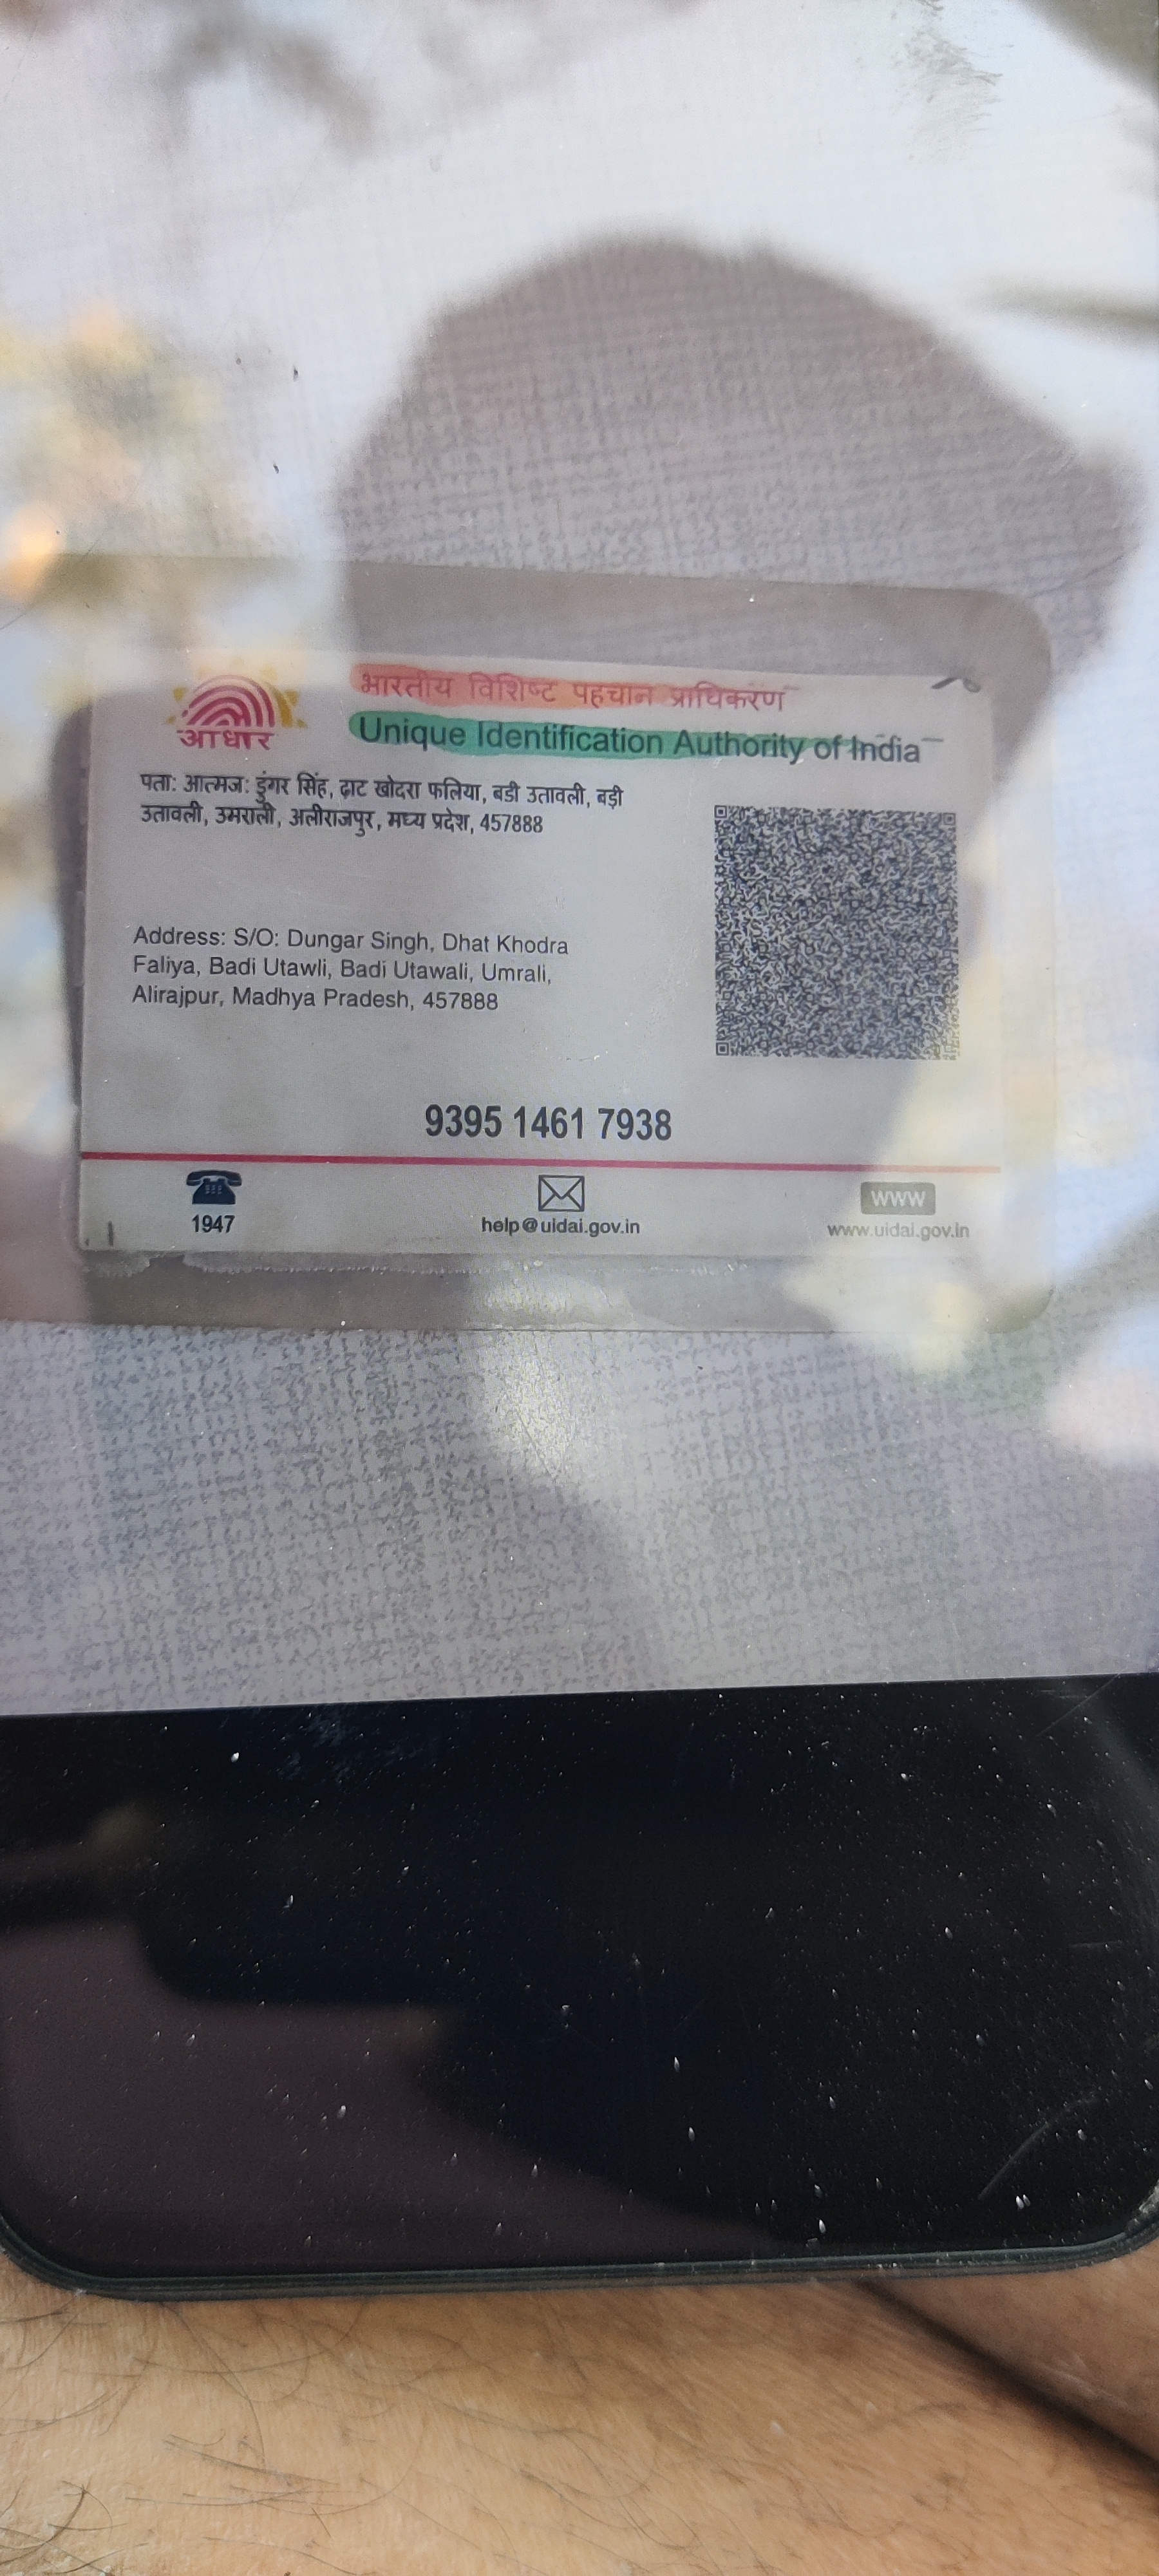 भारतीय विशिष्ट पहचान प्राधिकरण
Unique Identification Authority of India
आधार
पता: आत्मज: डुंगर सिंह, ढ़ाट खोदरा फलिया, बडी उतावली, बड़ी
उतावली, उमराली, अलीराजपुर, मध्य प्रदेश, 457888
Address: S/O: Dungar Singh, Dhat Khodra
Faliya, Badi Utawli, Badi Utawali, Umrali,
Alirajpur, Madhya Pradesh, 457888
9395 1461 7938
1947
help@uidai.gov.in
www
www.uidai.gov.in